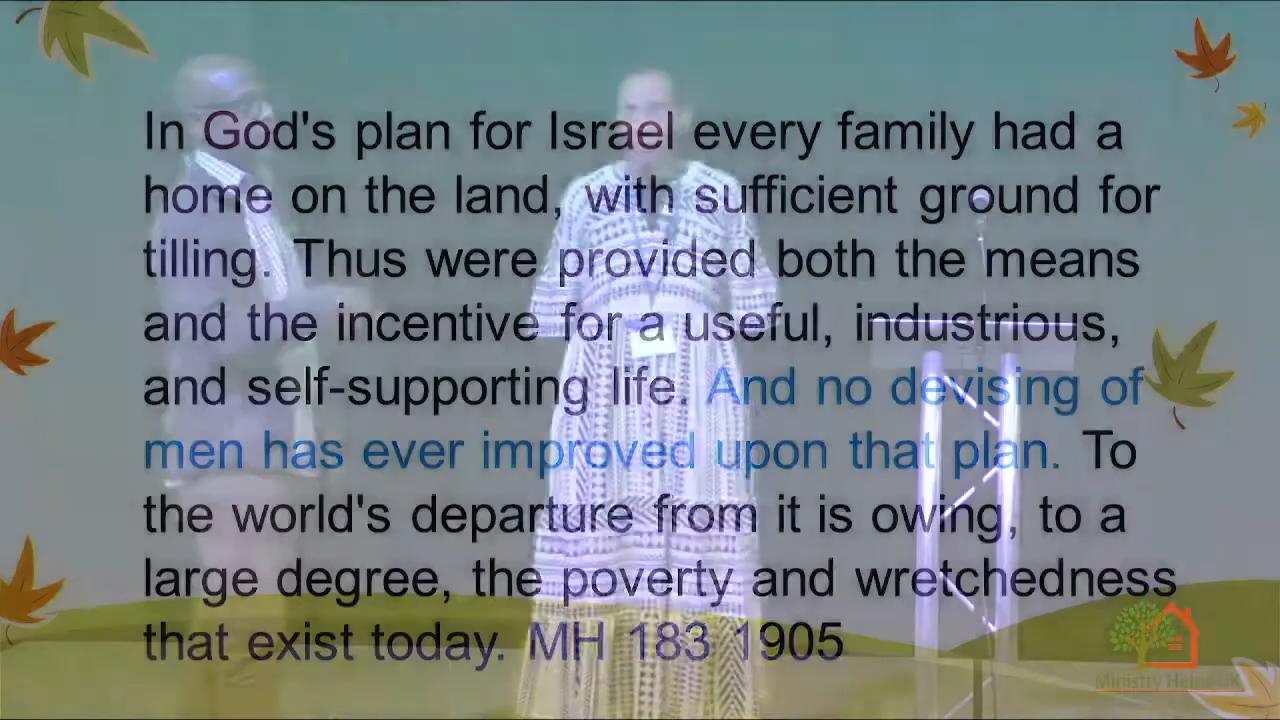 In God's plan for Israel every family had a
home on the land, with sufficient ground for
tilling. Thus were provided both the means
and the incentive for a useful, industrious,
and self-supporting life. And no devising of
men has ever improved upon that plan. To
the world's departure from it is owing, to a
large degree, the poverty and wretchedness
that exist today. MH 183 1905
Ministry